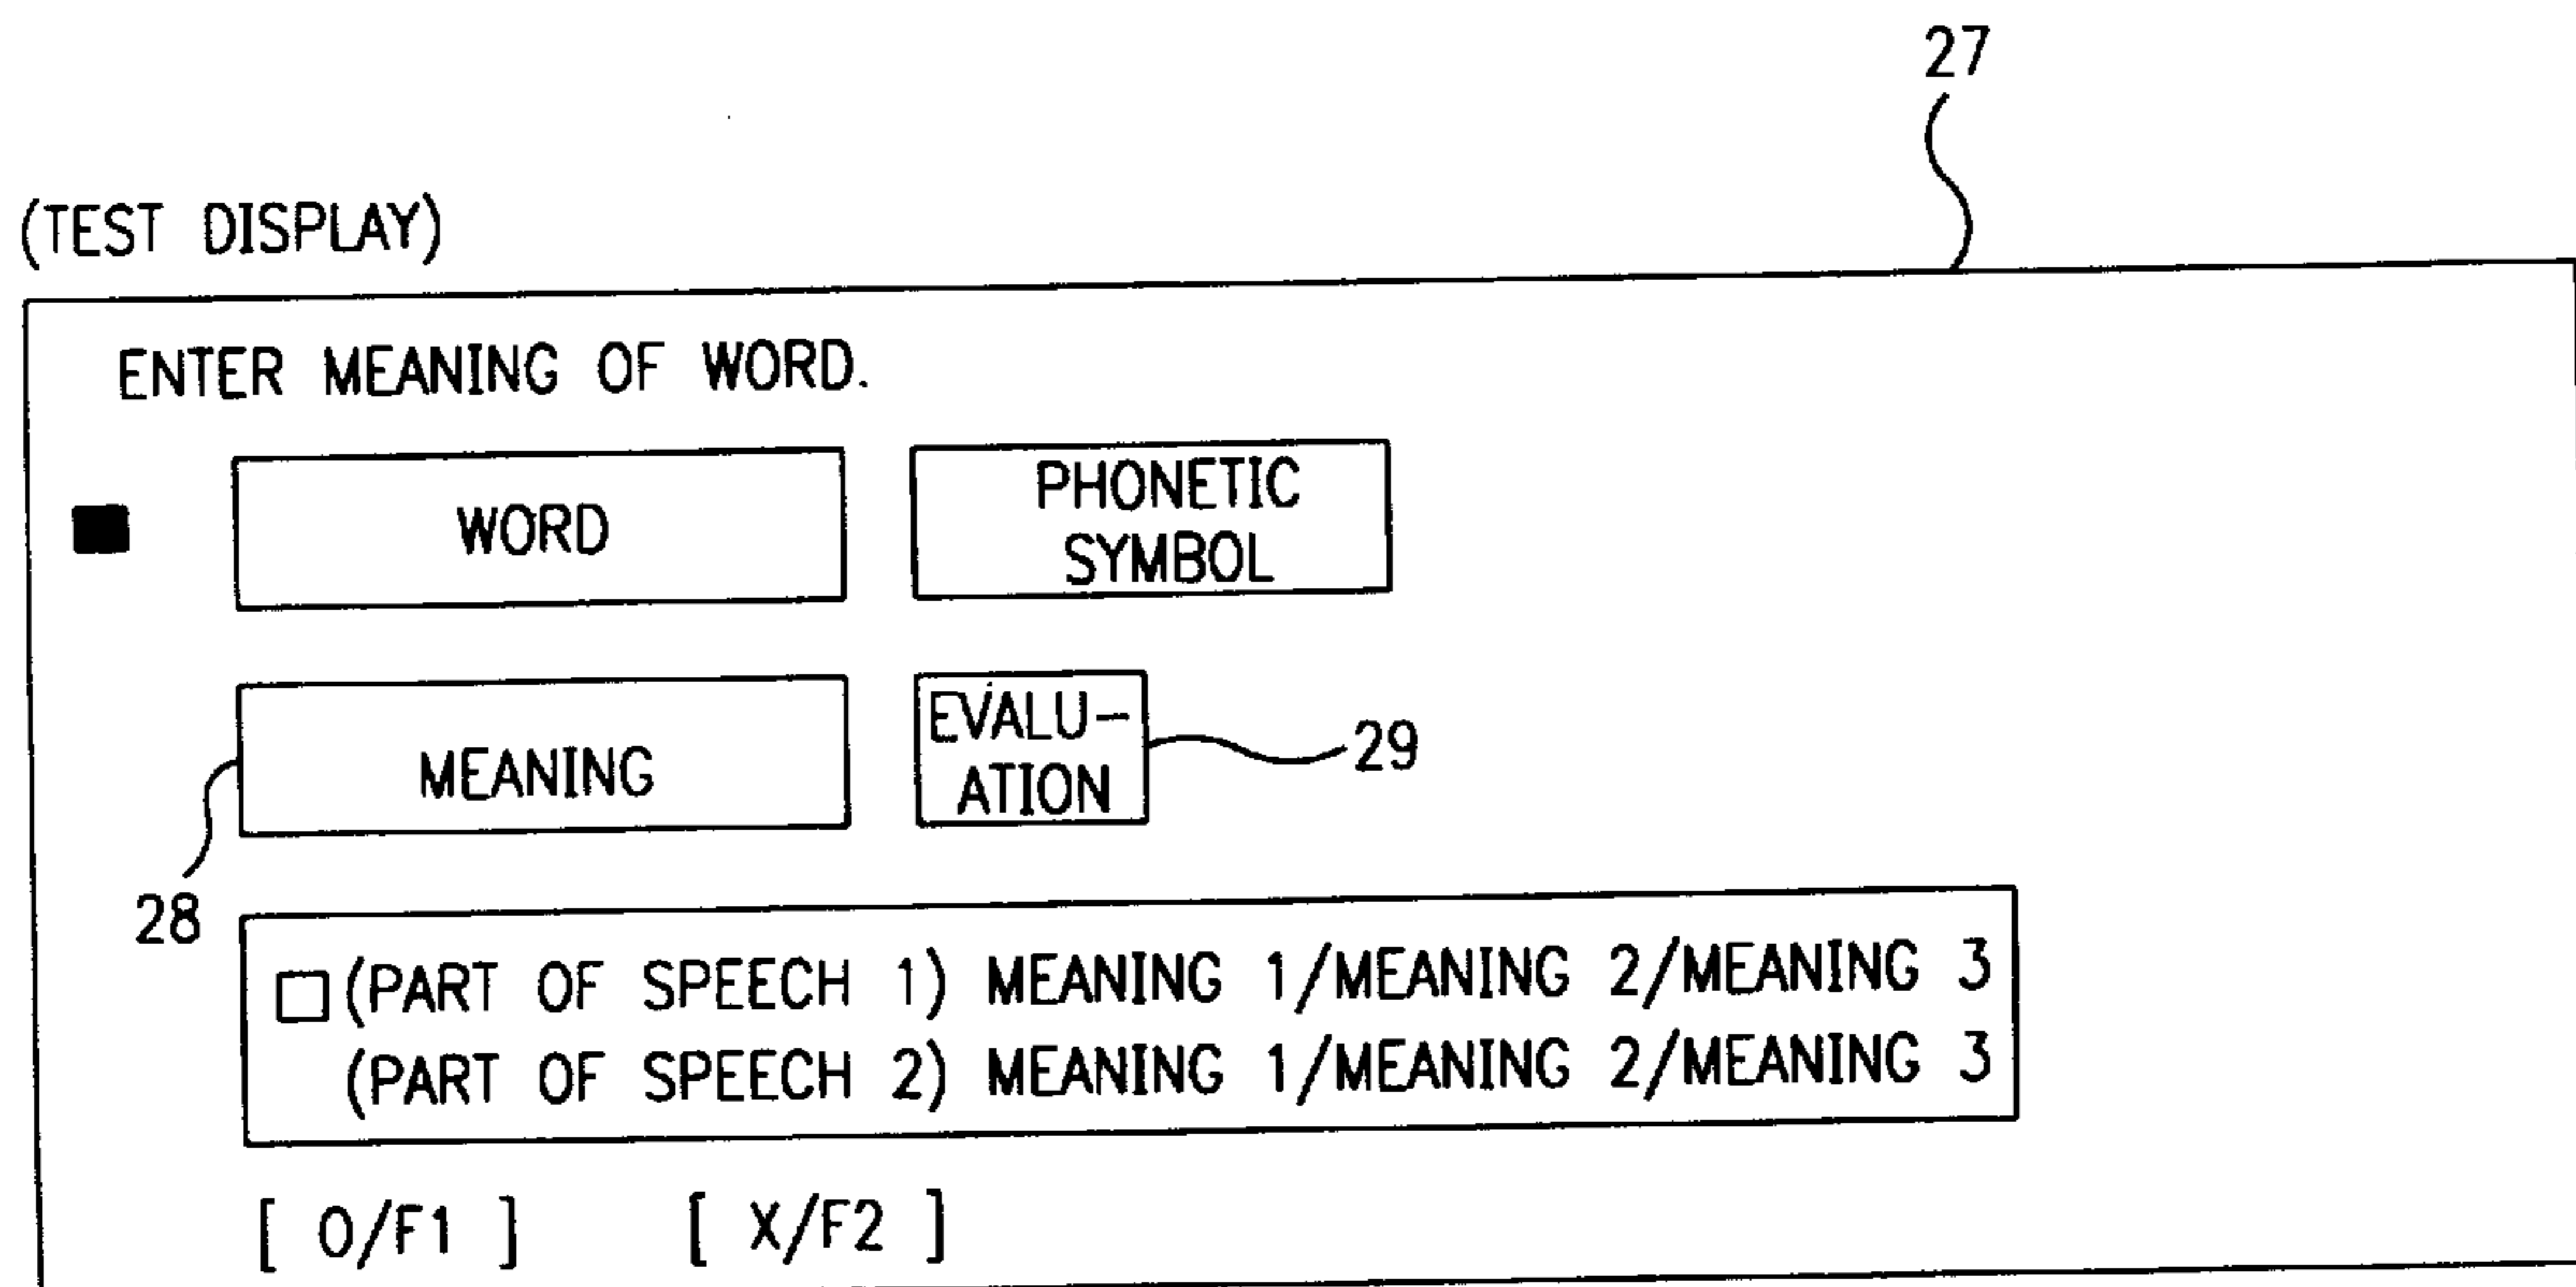 27
(TEST DISPLAY)
ENTER MEANING OF WORD.
WORD
PHONETIC
SYMBOL
MEANING
EVALU-
ATION
29
28
(PART OF SPEECH 1) MEANING 1/MEANING 2/MEANING 3
(PART OF SPEECH 2) MEANING 1/MEANING 2/MEANING 3
[ O/F1 ] [ X/F2 ]